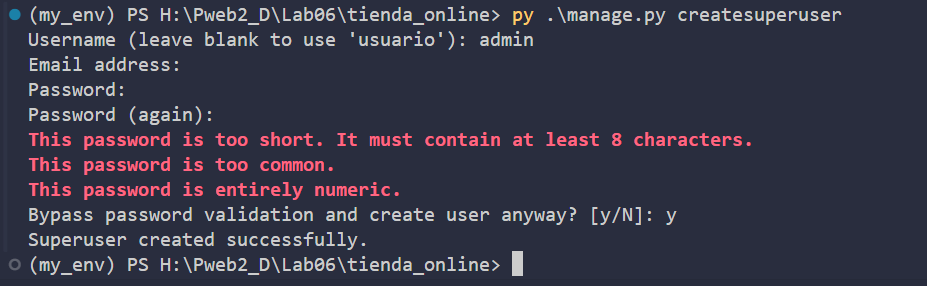 (my_env) PS H:\Pweb2_D\Lab06\tienda_online> py .\manage.py createsuperuser
Username (leave blank to use 'usuario'): admin
Email address:
Password:
Password (again):
This password is too short. It must contain at least 8 characters.
This password is too common.
This password is entirely numeric.
Bypass password validation and create user anyway? [y/N]: y
Superuser created successfully.
(my_env) PS H:\Pweb2_D\Lab06\tienda_online>